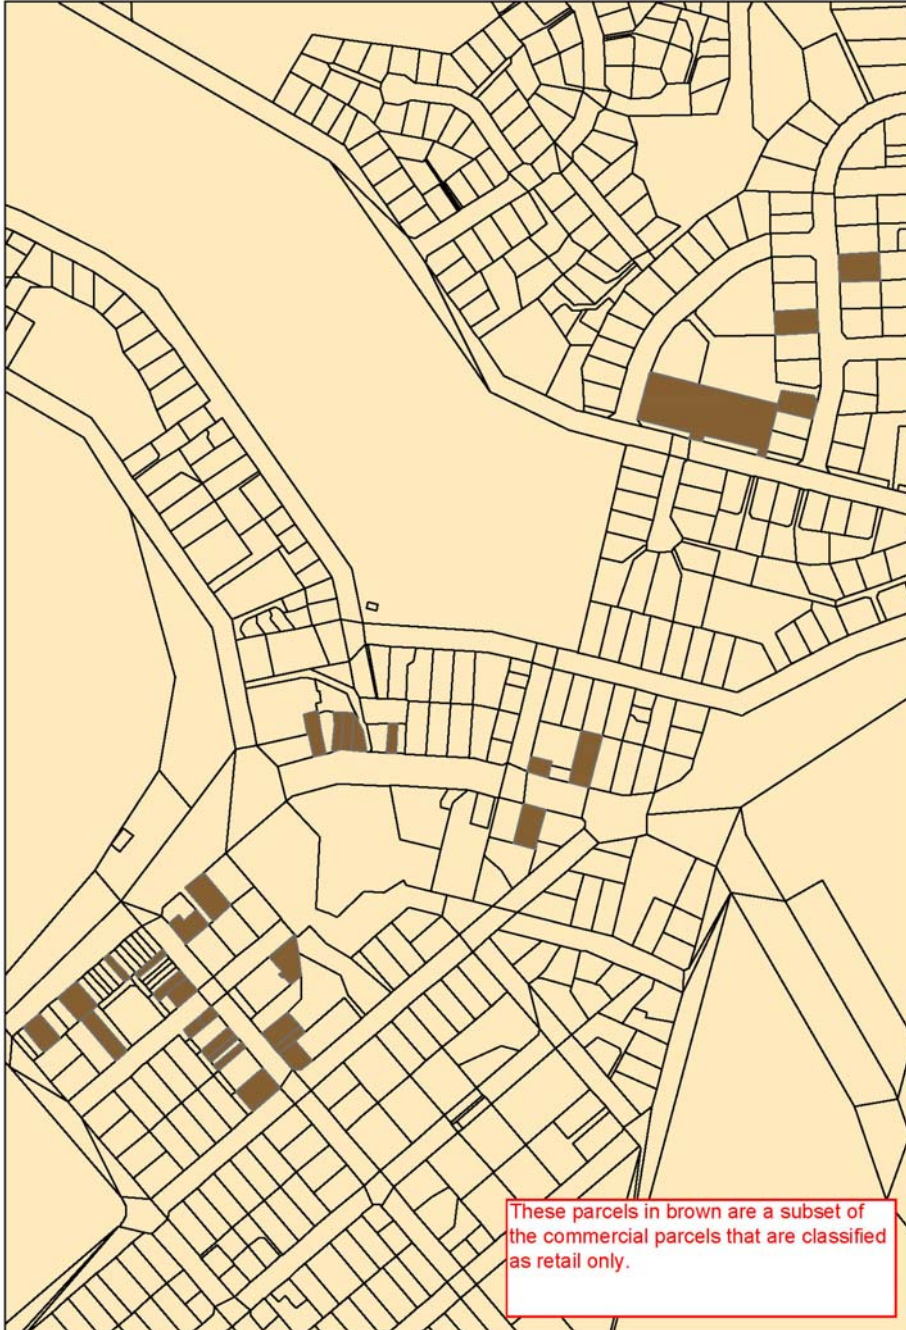 These parcels in brown are a subset of
the commercial parcels that are classified
as retail only.